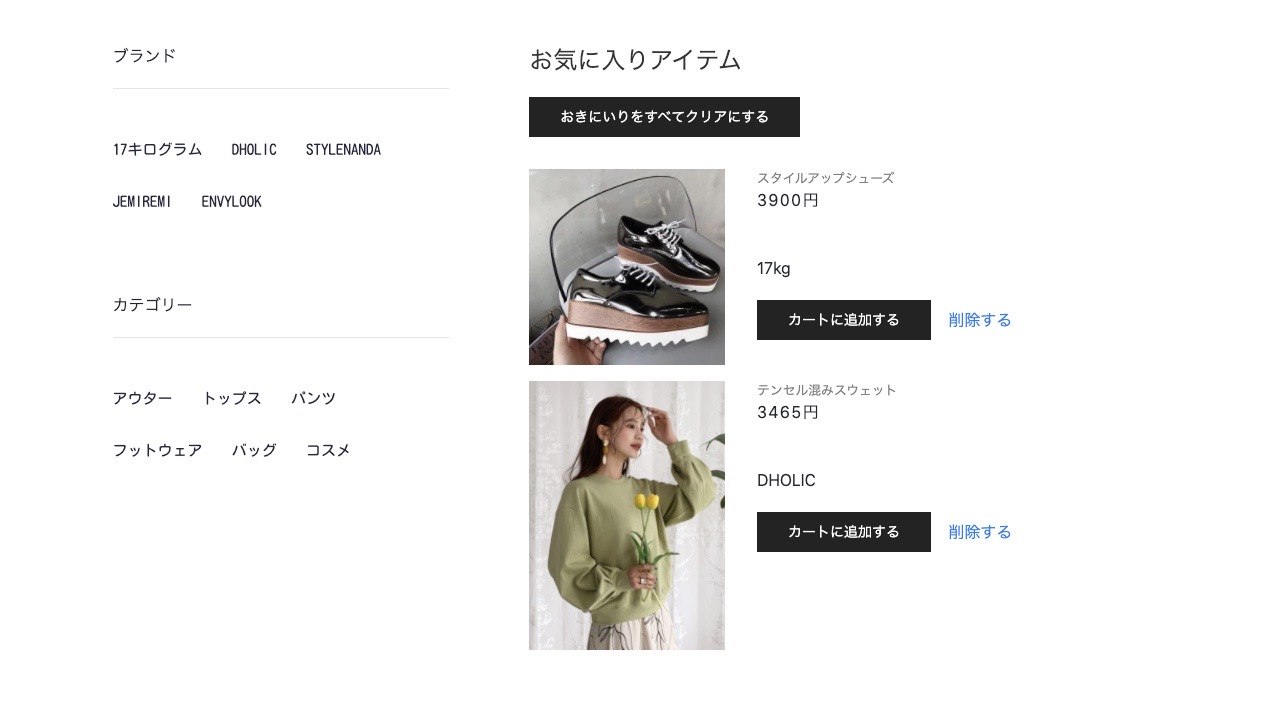 ブランド
17キログラム DHOLIC STYLENANDA
JEMIREMI ENVYLOOK
カテゴリー
アウター トップス パンツ
フットウェア バッグ コスメ
お気に入りアイテム
おきにいりをすべてクリアにする
スタイルアップシューズ
3900円
17kg
カートに追加する 削除する
テンセル混みスウェット
3465円
DHOLIC
カートに追加する 削除する